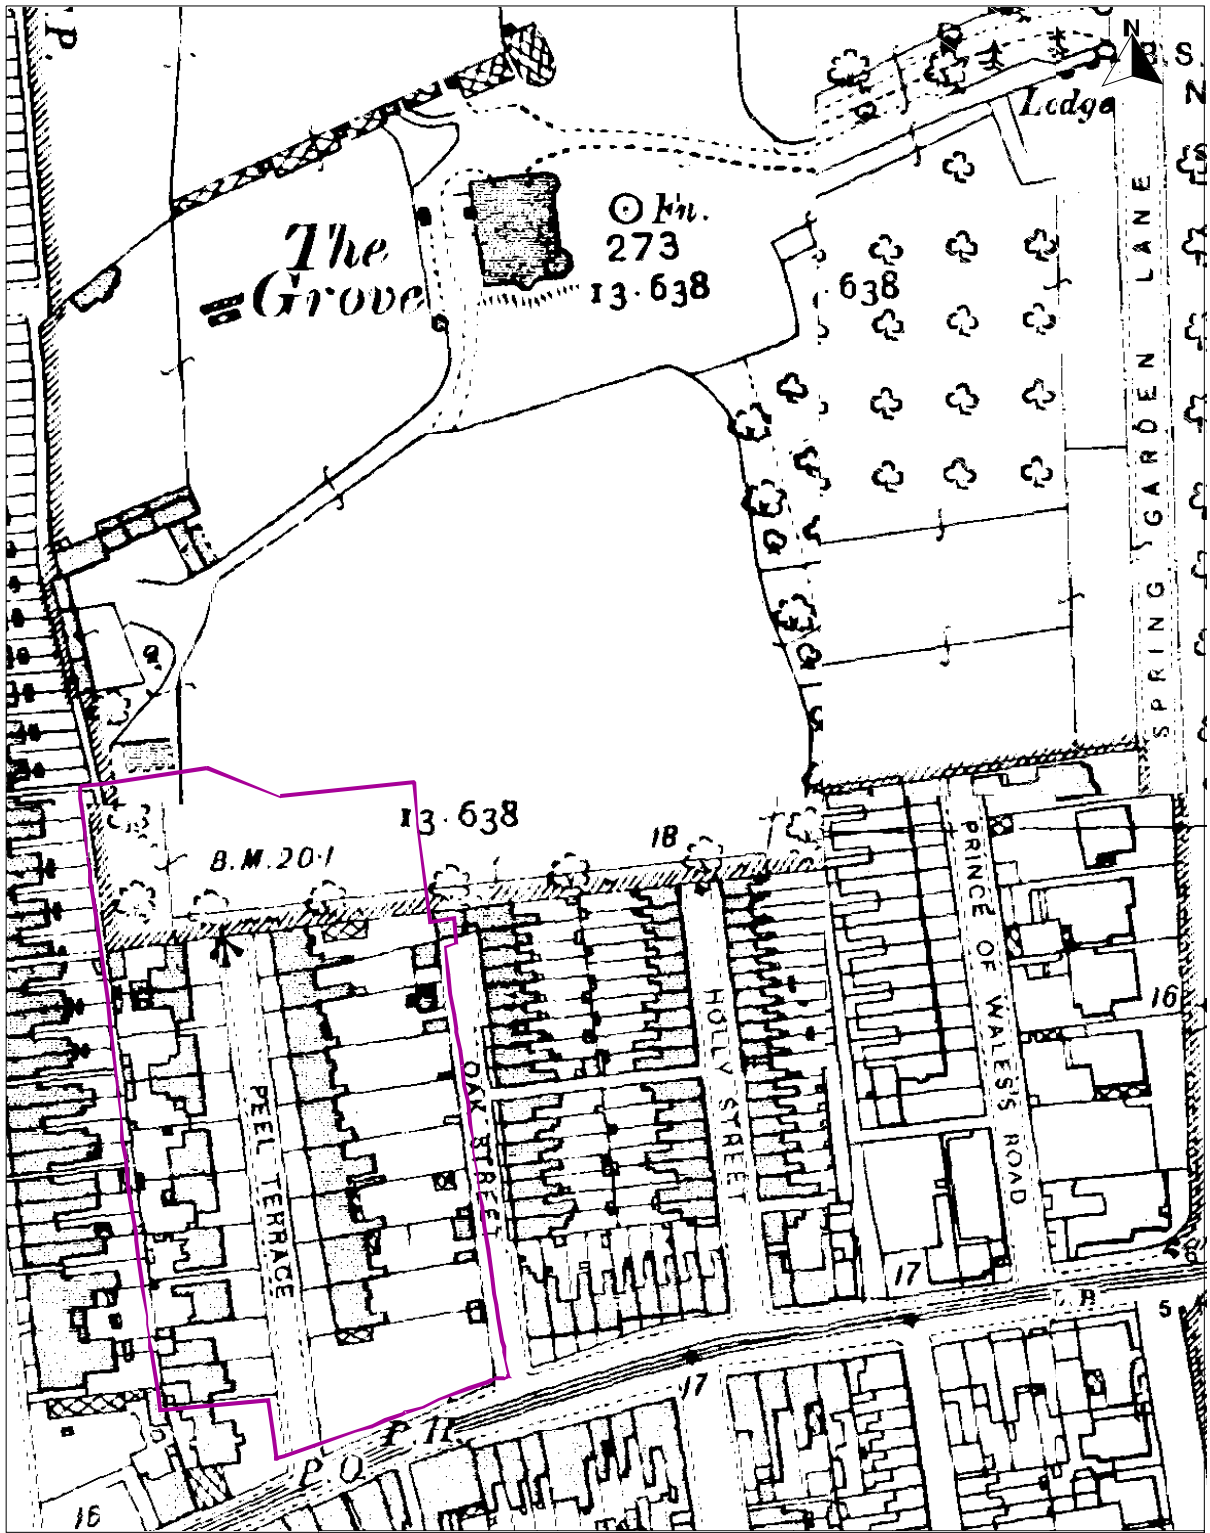 P.
N
B. S.
N
Lodge
The
Grove
Fn.
273
13·638
·638
SPRING GARDEN LANE
13·638
B.M.20·1
18
PEEL TERRACE
OAK STREET
HOLLY STREET
PRINCE OF WALES'S ROAD
16
17
B
5
17
P H
P O
16